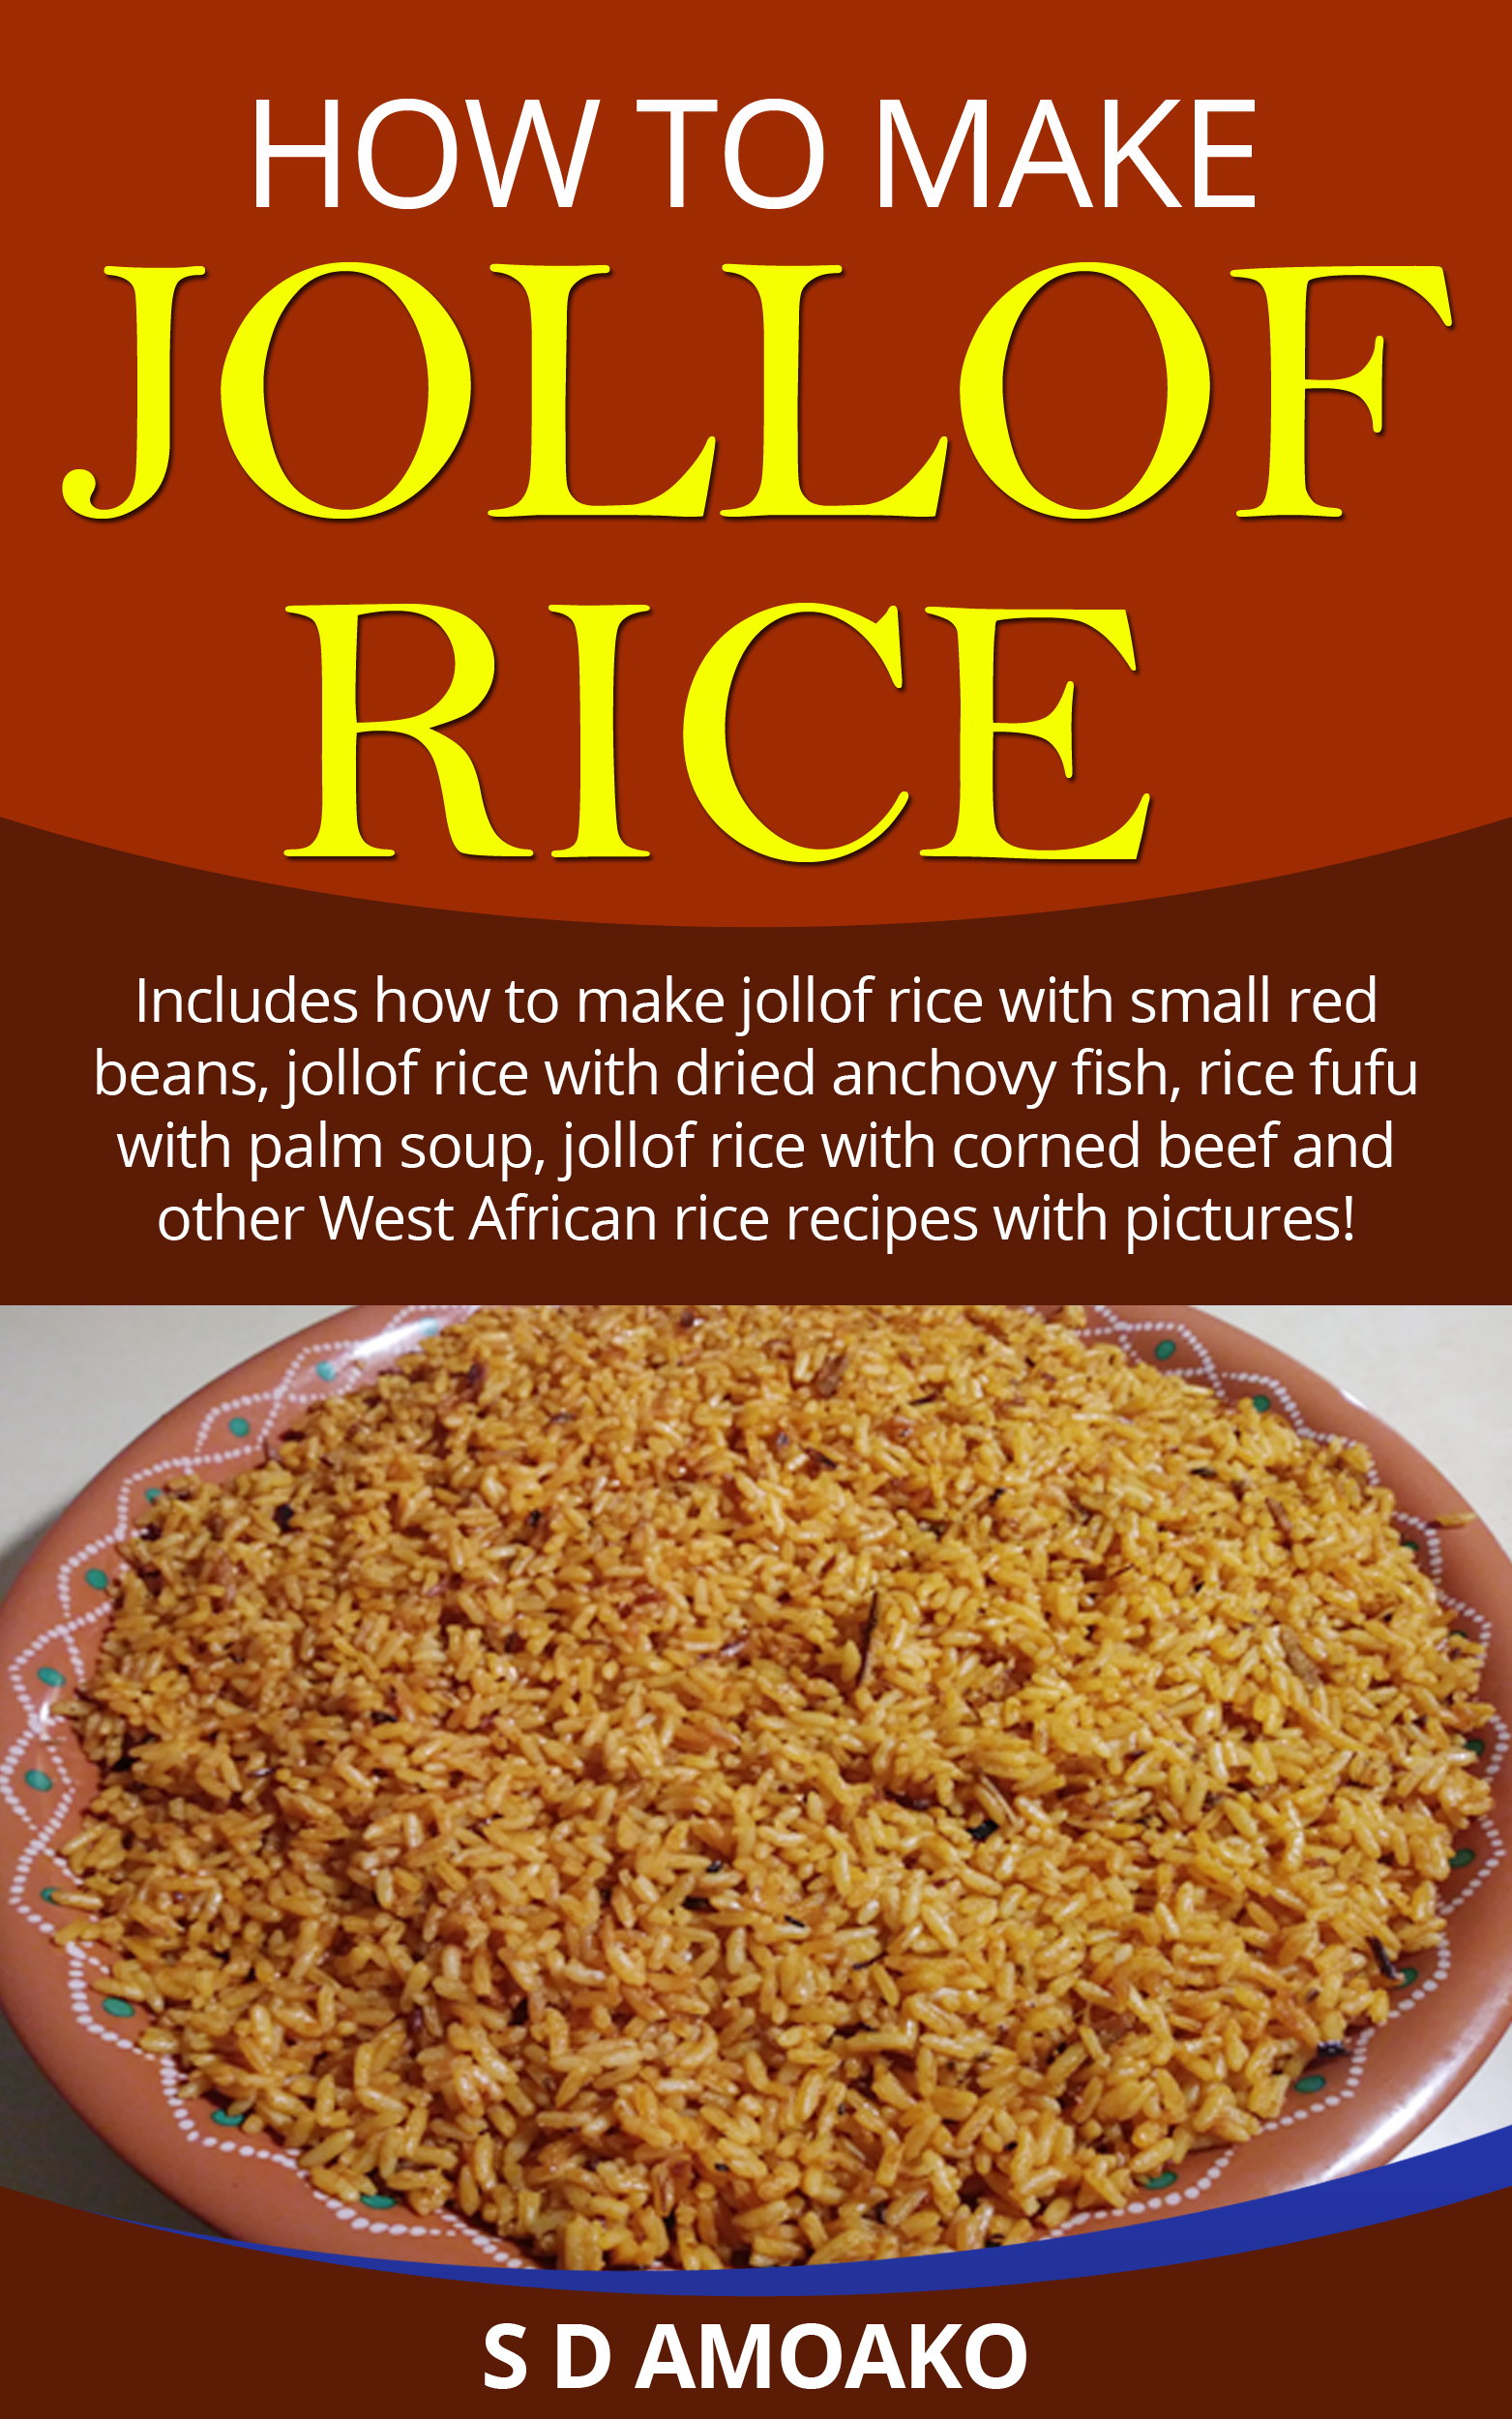 HOW TO MAKE
JOLLOF
RICE
Includes how to make jollof rice with small red
beans, jollof rice with dried anchovy fish, rice fufu
with palm soup, jollof rice with corned beef and
other West African rice recipes with pictures!
S D AMOAKO